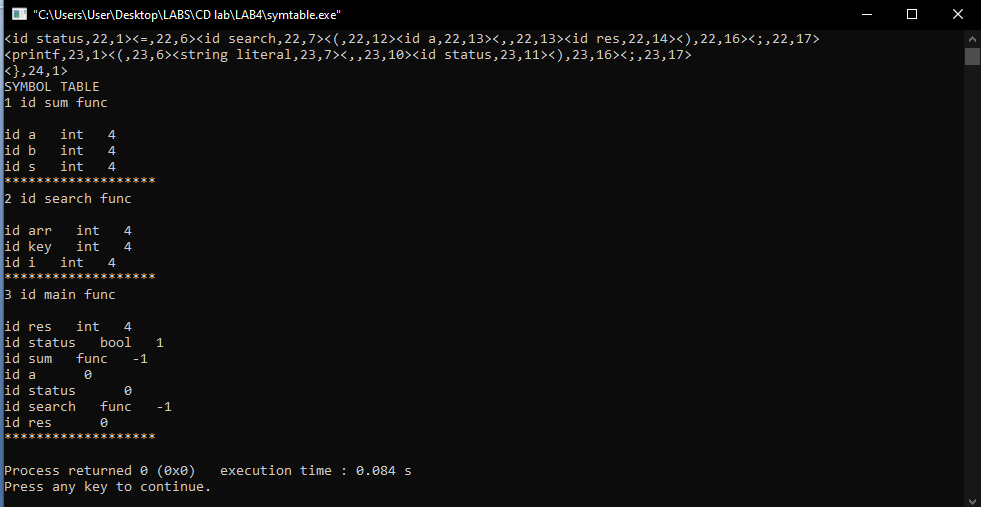 "C:\Users\User\Desktop\LABS\CD lab\LAB4\symtable.exe"
<id status,22,1><=,22,6><id search,22,7><(,22,12><id a,22,13><,,22,13><id res,22,14><),22,16><;,22,17>
<printf,23,1><(,23,6><string literal,23,7><,,23,10><id status,23,11><),23,16><;,23,17>
<},24,1>
SYMBOL TABLE
1 id sum func
id a   int   4
id b   int   4
id s   int   4
*******************
2 id search func
id arr   int   4
id key   int   4
id i   int   4
*******************
3 id main func
id res   int   4
id status   bool   1
id sum   func   -1
id a      0
id status      0
id search   func   -1
id res      0
*******************
Process returned 0 (0x0)   execution time : 0.084 s
Press any key to continue.